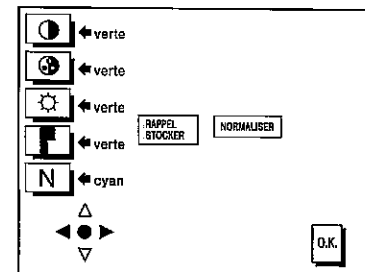 verte
verte
verte
RAPPEL
STOCKER
NORMALISER
verte
N
cyan
O.K.